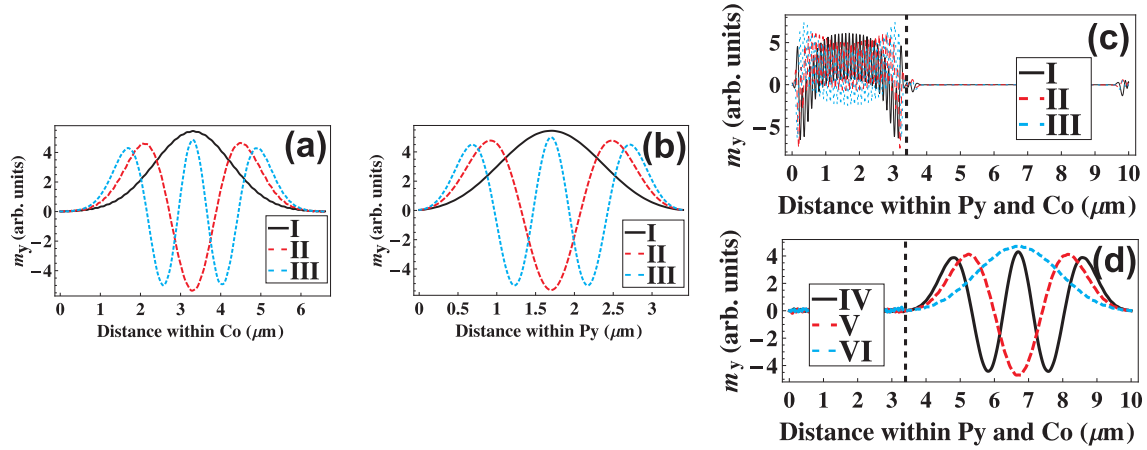 (a)
m_y (arb. units)
4
2
0
−2
−4
I
II
III
0 1 2 3 4 5 6
Distance within Co (μm)
(b)
m_y (arb. units)
4
2
0
−2
−4
I
II
III
0 0.5 1 1.5 2 2.5 3
Distance within Py (μm)
(c)
m_y (arb. units)
5
0
−5
I
II
III
0 1 2 3 4 5 6 7 8 9 10
Distance within Py and Co (μm)
(d)
m_y (arb. units)
4
2
0
−2
−4
IV
V
VI
0 1 2 3 4 5 6 7 8 9 10
Distance within Py and Co (μm)